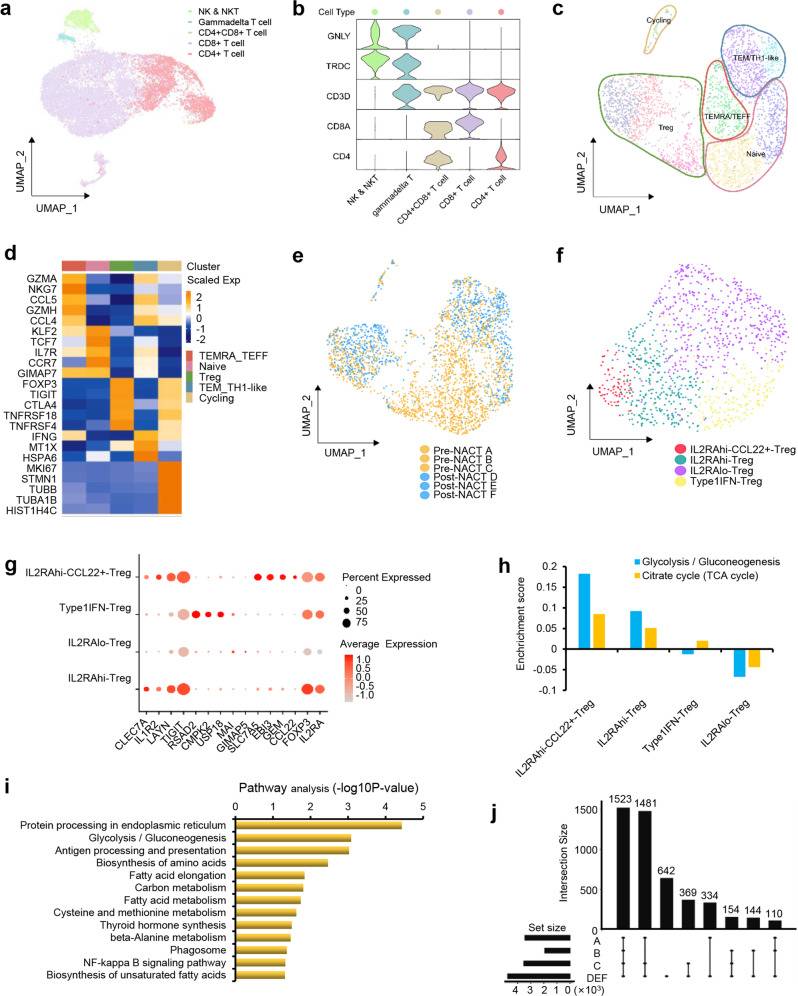 a
NK & NKT
Gammadelta T cell
CD4+CD8+ T cell
CD8+ T cell
CD4+ T cell
UMAP_2
UMAP_1
b
Cell Type
GNLY
TRDC
CD3D
CD8A
CD4
NK & NKT
gammadelta T
CD4+CD8+ T cell
CD8+ T cell
CD4+ T cell
c
Cycling
TEM/TH1-like
TEMRA/TEFF
Treg
Naive
UMAP_2
UMAP_1
d
Cluster
Scaled Exp
2
1
0
-1
-2
TEMRA_TEFF
Naive
Treg
TEM_TH1-like
Cycling
GZMA
NKG7
CCL5
GZMH
CCL4
KLF2
TCF7
IL7R
CCR7
GIMAP7
FOXP3
TIGIT
CTLA4
TNFRSF18
TNFRSF4
IFNG
MT1X
HSPA6
MKI67
STMN1
TUBB
TUBA1B
HIST1H4C
e
UMAP_2
UMAP_1
Pre-NACT A
Pre-NACT B
Pre-NACT C
Post-NACT D
Post-NACT E
Post-NACT F
f
UMAP_2
UMAP_1
IL2RAhi-CCL22+-Treg
IL2RAhi-Treg
IL2RAlo-Treg
Type1IFN-Treg
g
IL2RAhi-CCL22+-Treg
Type1IFN-Treg
IL2RAlo-Treg
IL2RAhi-Treg
CLEC7A
IL1R2
LAYN
TIGIT
RSAD2
CMPK2
USP18
MAl
GIMAP5
SLC7A5
EBI3
GEM
CCL22
FOXP3
IL2RA
Percent Expressed
0
25
50
75
Average Expression
1.0
0.5
0.0
-0.5
-1.0
h
Glycolysis / Gluconeogenesis
Citrate cycle (TCA cycle)
Enchrichment score
0.2
0.15
0.1
0.05
0
-0.05
-0.1
IL2RAhi-CCL22+-Treg
IL2RAhi-Treg
Type1IFN-Treg
IL2RAlo-Treg
i
Pathway analysis (-log10P-value)
0
1
2
3
4
5
Protein processing in endoplasmic reticulum
Glycolysis / Gluconeogenesis
Antigen processing and presentation
Biosynthesis of amino acids
Fatty acid elongation
Carbon metabolism
Fatty acid metabolism
Cysteine and methionine metabolism
Thyroid hormone synthesis
beta-Alanine metabolism
Phagosome
NF-kappa B signaling pathway
Biosynthesis of unsaturated fatty acids
j
Intersection Size
1500
1000
500
0
1523
1481
642
369
334
154
144
110
Set size
A
B
C
DEF
4 3 2 1 0 (×10³)